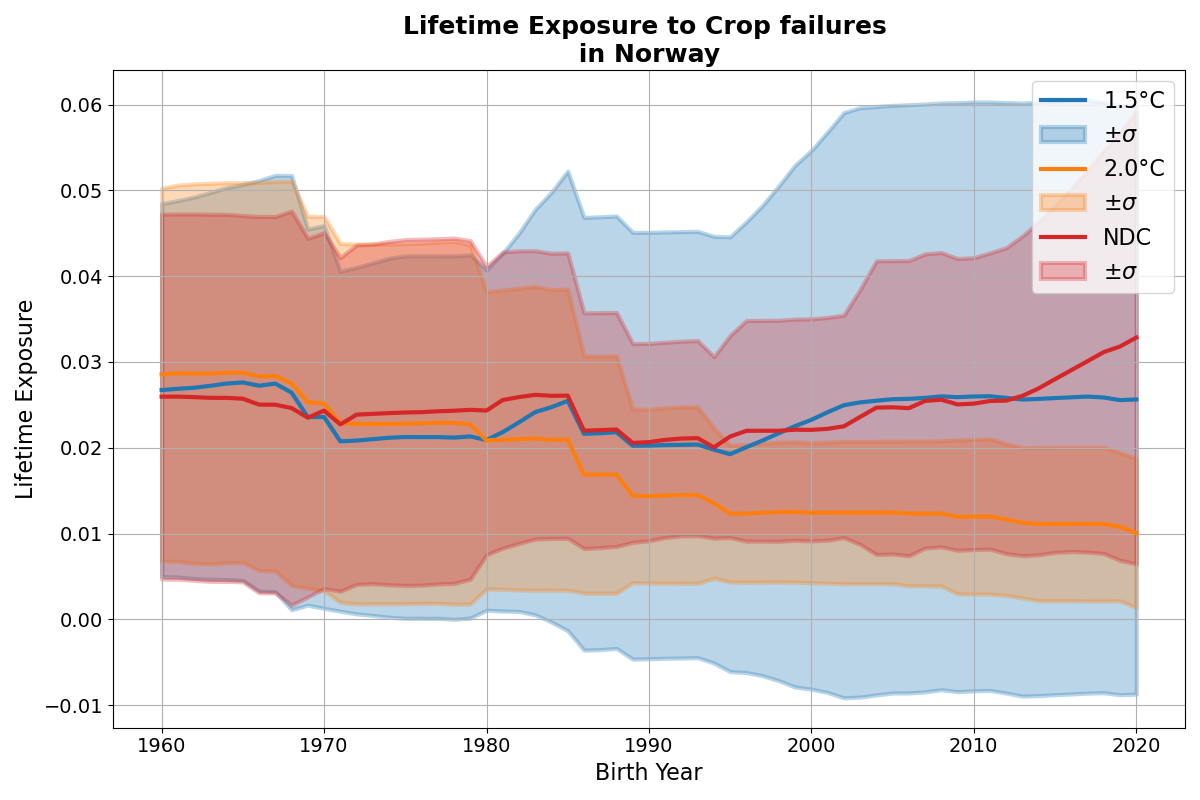 Lifetime Exposure to Crop failures
in Norway
0.06
0.05
0.04
0.03
0.02
0.01
0.00
−0.01
Lifetime Exposure
1960
1970
1980
1990
2000
2010
2020
Birth Year
1.5°C
±σ
2.0°C
±σ
NDC
±σ